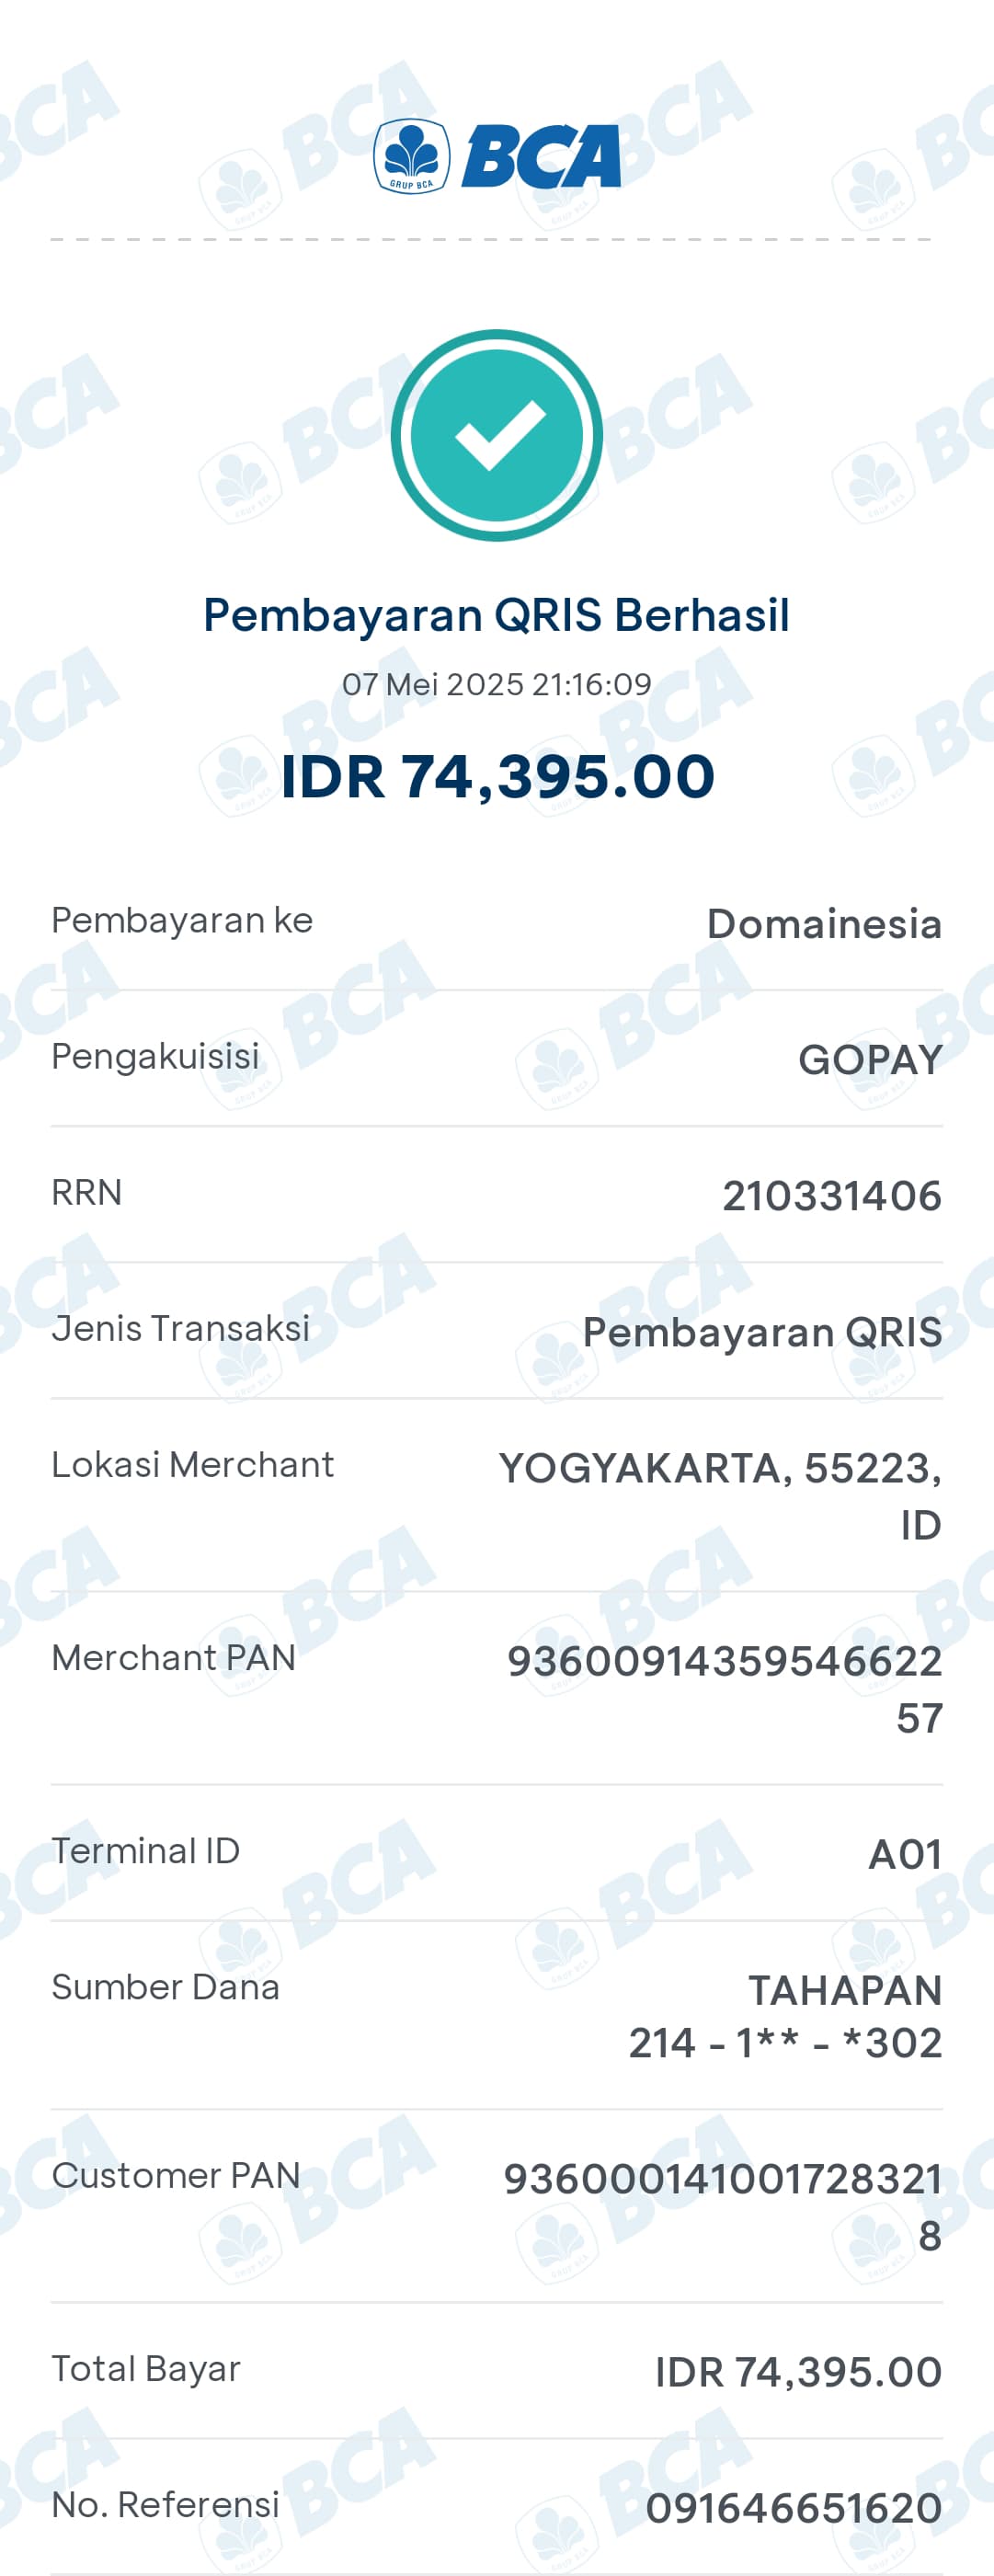 GRUP BCA
BCA
Pembayaran QRIS Berhasil
07 Mei 2025 21:16:09
IDR 74,395.00
Pembayaran ke Domainesia
Pengakuisisi GOPAY
RRN 210331406
Jenis Transaksi Pembayaran QRIS
Lokasi Merchant YOGYAKARTA, 55223,
ID
Merchant PAN 93600914359546622
57
Terminal ID A01
Sumber Dana TAHAPAN
214 - 1** - *302
Customer PAN 936000141001728321
8
Total Bayar IDR 74,395.00
No. Referensi 091646651620